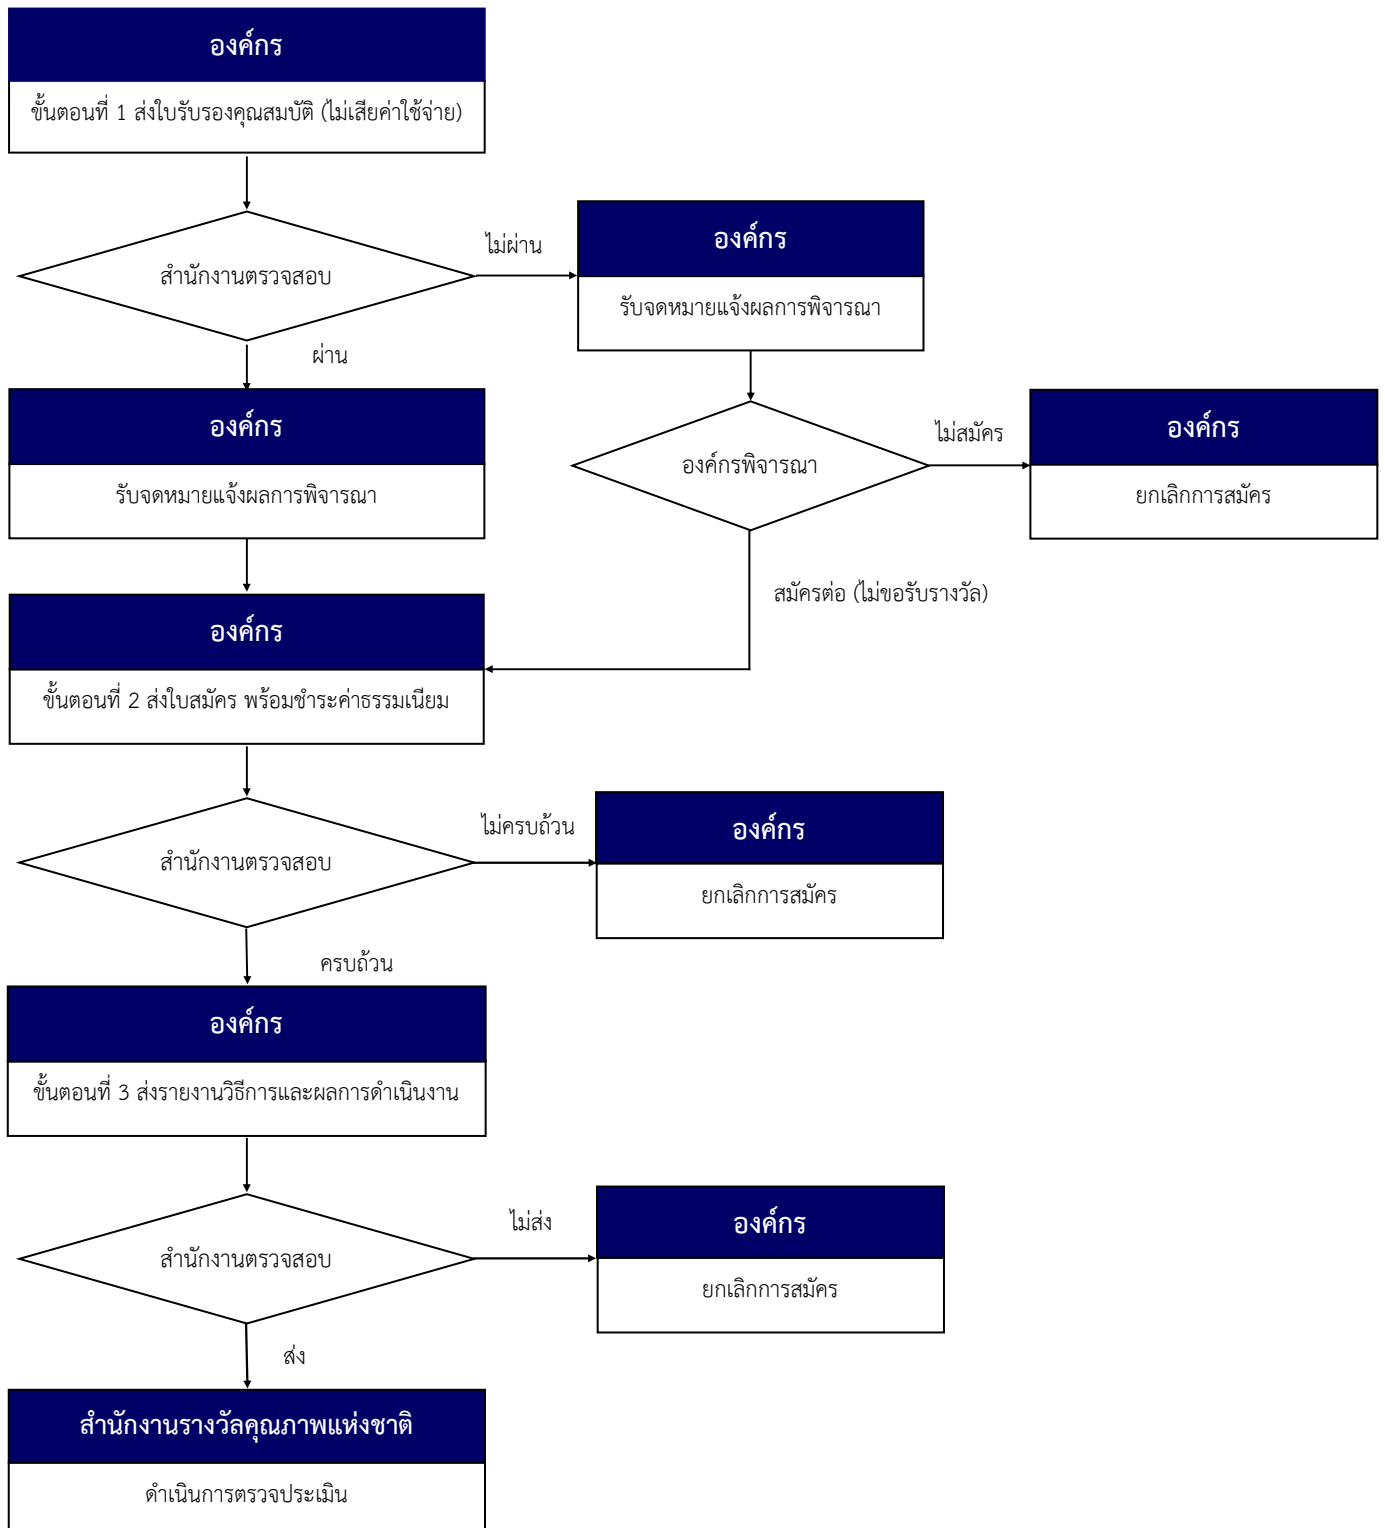 องค์กร
ขั้นตอนที่ 1 ส่งใบรับรองคุณสมบัติ (ไม่เสียค่าใช้จ่าย)
สำนักงานตรวจสอบ
ไม่ผ่าน
องค์กร
รับจดหมายแจ้งผลการพิจารณา
ผ่าน
องค์กร
รับจดหมายแจ้งผลการพิจารณา
องค์กรพิจารณา
ไม่สมัคร
องค์กร
ยกเลิกการสมัคร
สมัครต่อ (ไม่ขอรับรางวัล)
องค์กร
ขั้นตอนที่ 2 ส่งใบสมัคร พร้อมชำระค่าธรรมเนียม
สำนักงานตรวจสอบ
ไม่ครบถ้วน
องค์กร
ยกเลิกการสมัคร
ครบถ้วน
องค์กร
ขั้นตอนที่ 3 ส่งรายงานวิธีการและผลการดำเนินงาน
สำนักงานตรวจสอบ
ไม่ส่ง
องค์กร
ยกเลิกการสมัคร
ส่ง
สำนักงานรางวัลคุณภาพแห่งชาติ
ดำเนินการตรวจประเมิน